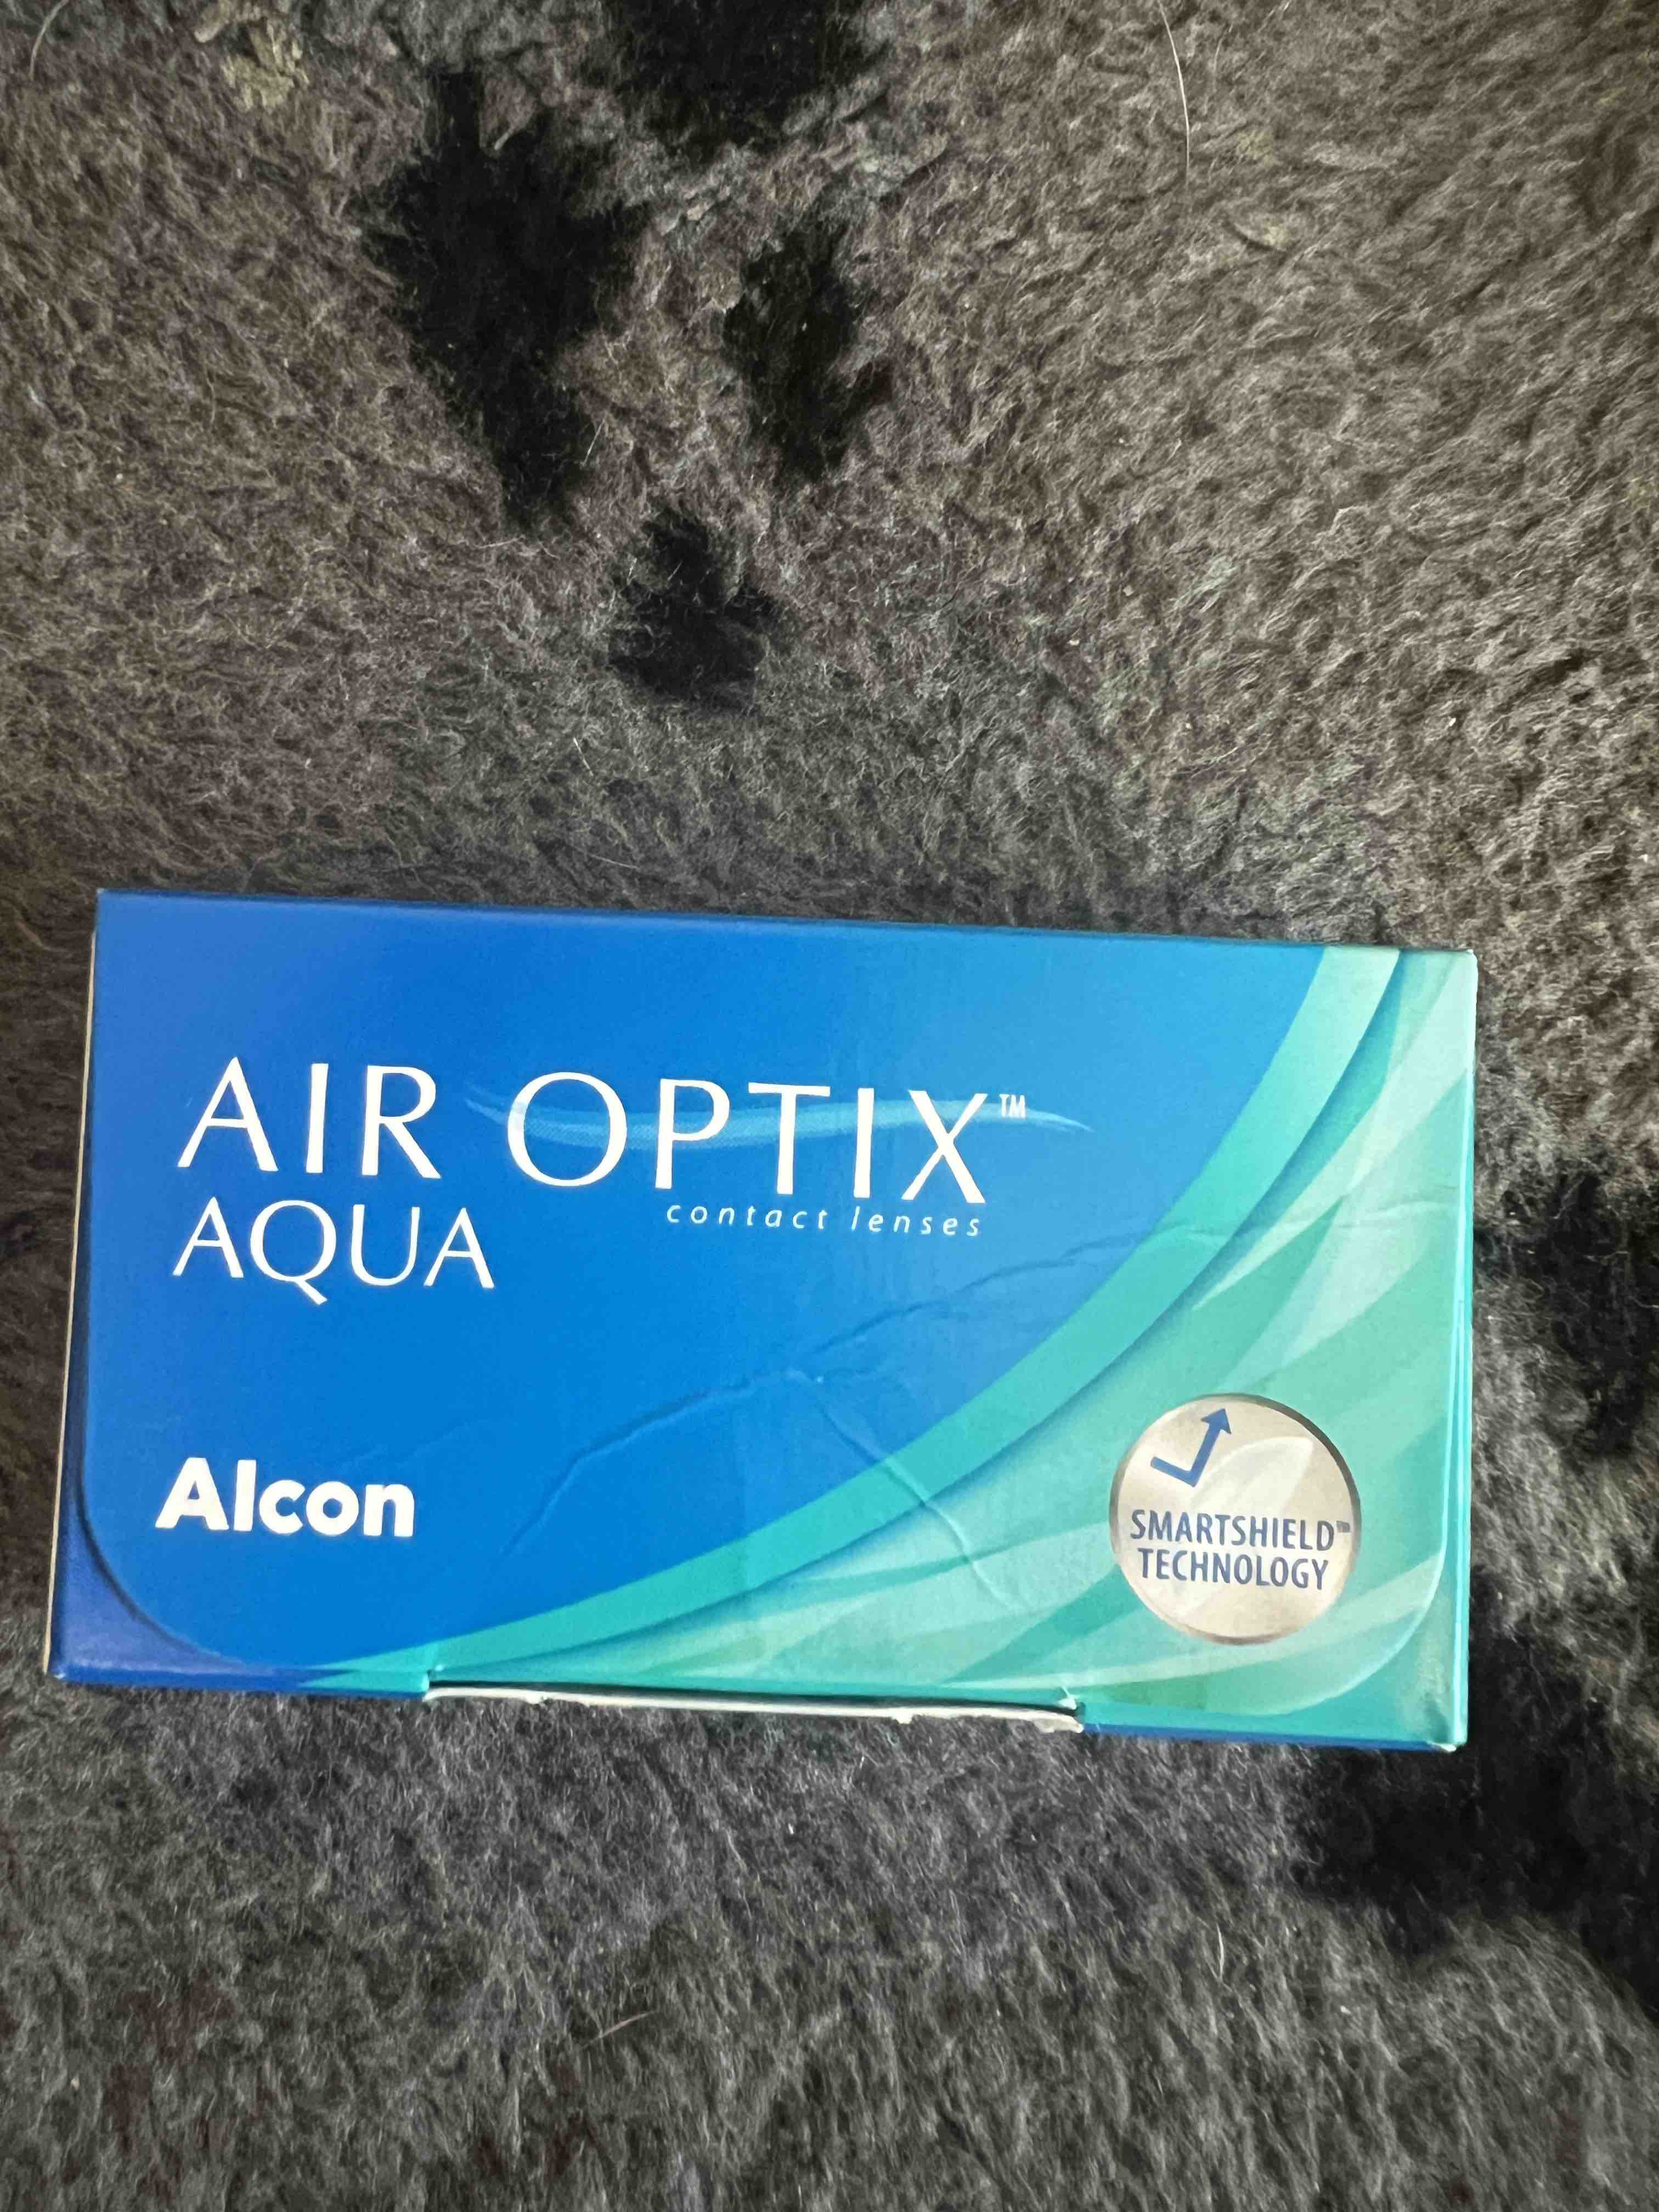 AIR OPTIX™
contact lenses
AQUA
Alcon
SMARTSHIELD™
TECHNOLOGY